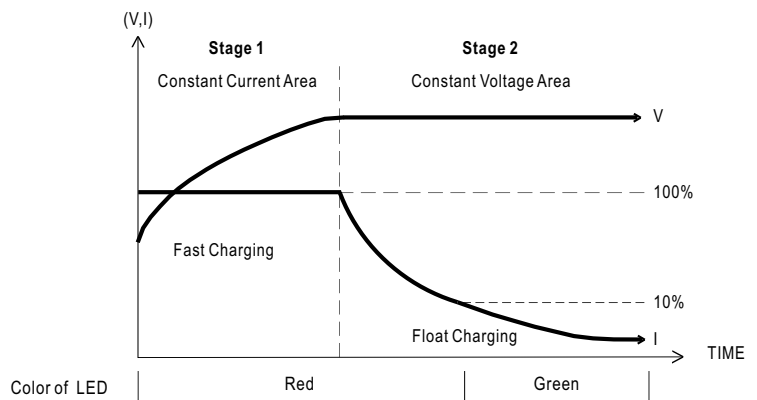 (V,I)
Stage 1
Stage 2
Constant Current Area
Constant Voltage Area
V
100%
Fast Charging
10%
Float Charging
I
TIME
Color of LED
Red
Green